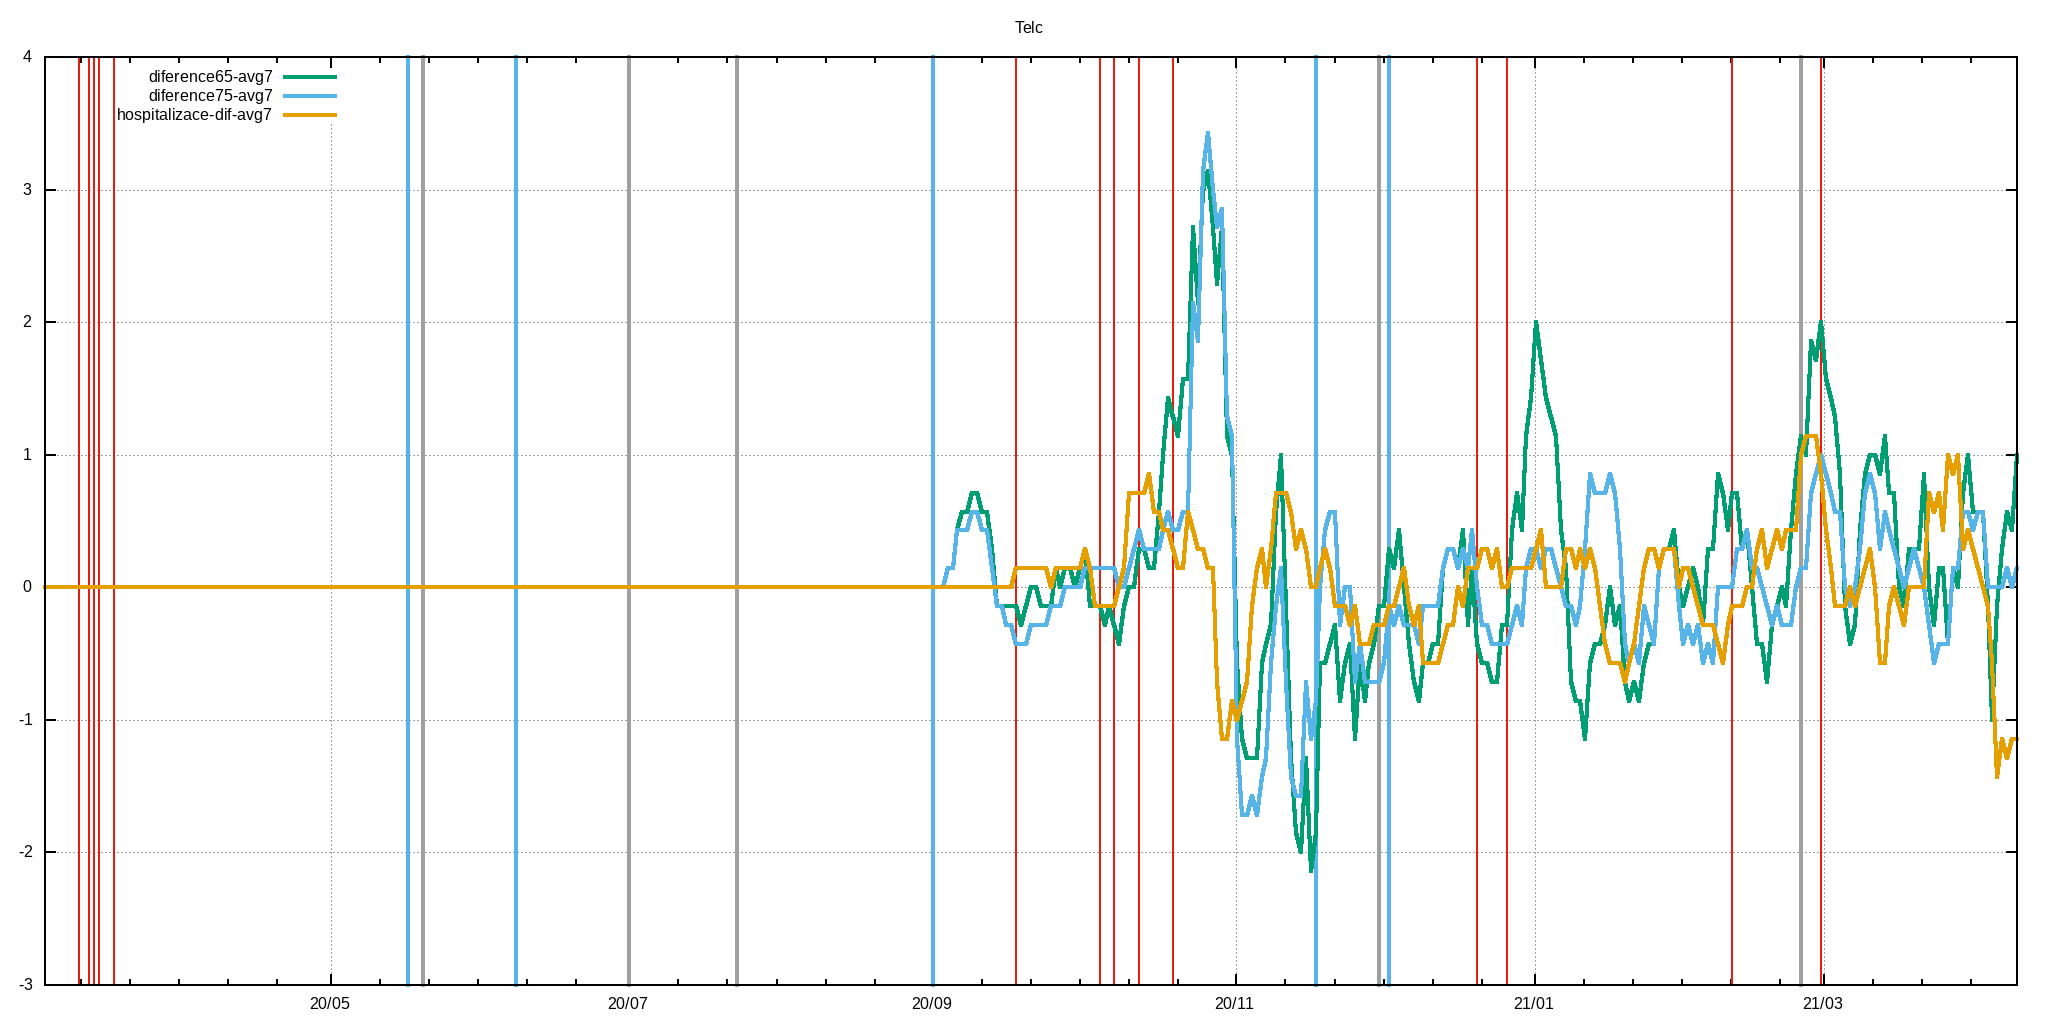 Telc
4
diference65-avg7
diference75-avg7
hospitalizace-dif-avg7
3
2
1
0
-1
-2
-3
20/05 20/07 20/09 20/11 21/01 21/03